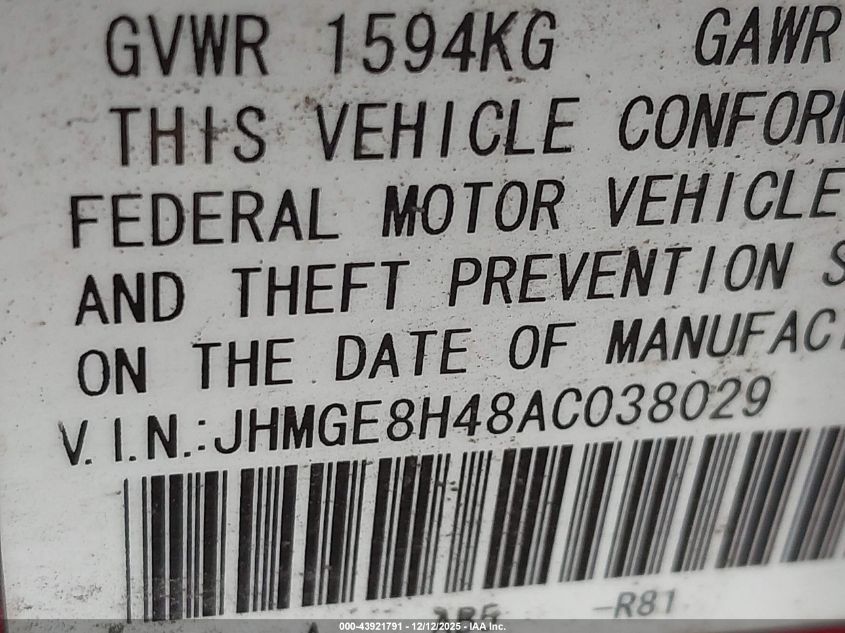 GVWR 1594KG GAWR
THIS VEHICLE CONFOR
FEDERAL MOTOR VEHICLE
AND THEFT PREVENTION S
ON THE DATE OF MANUFAC
V.I.N.:JHMGE8H48AC038029
-R81
000-43921791 - 12/12/2025 - IAA Inc.